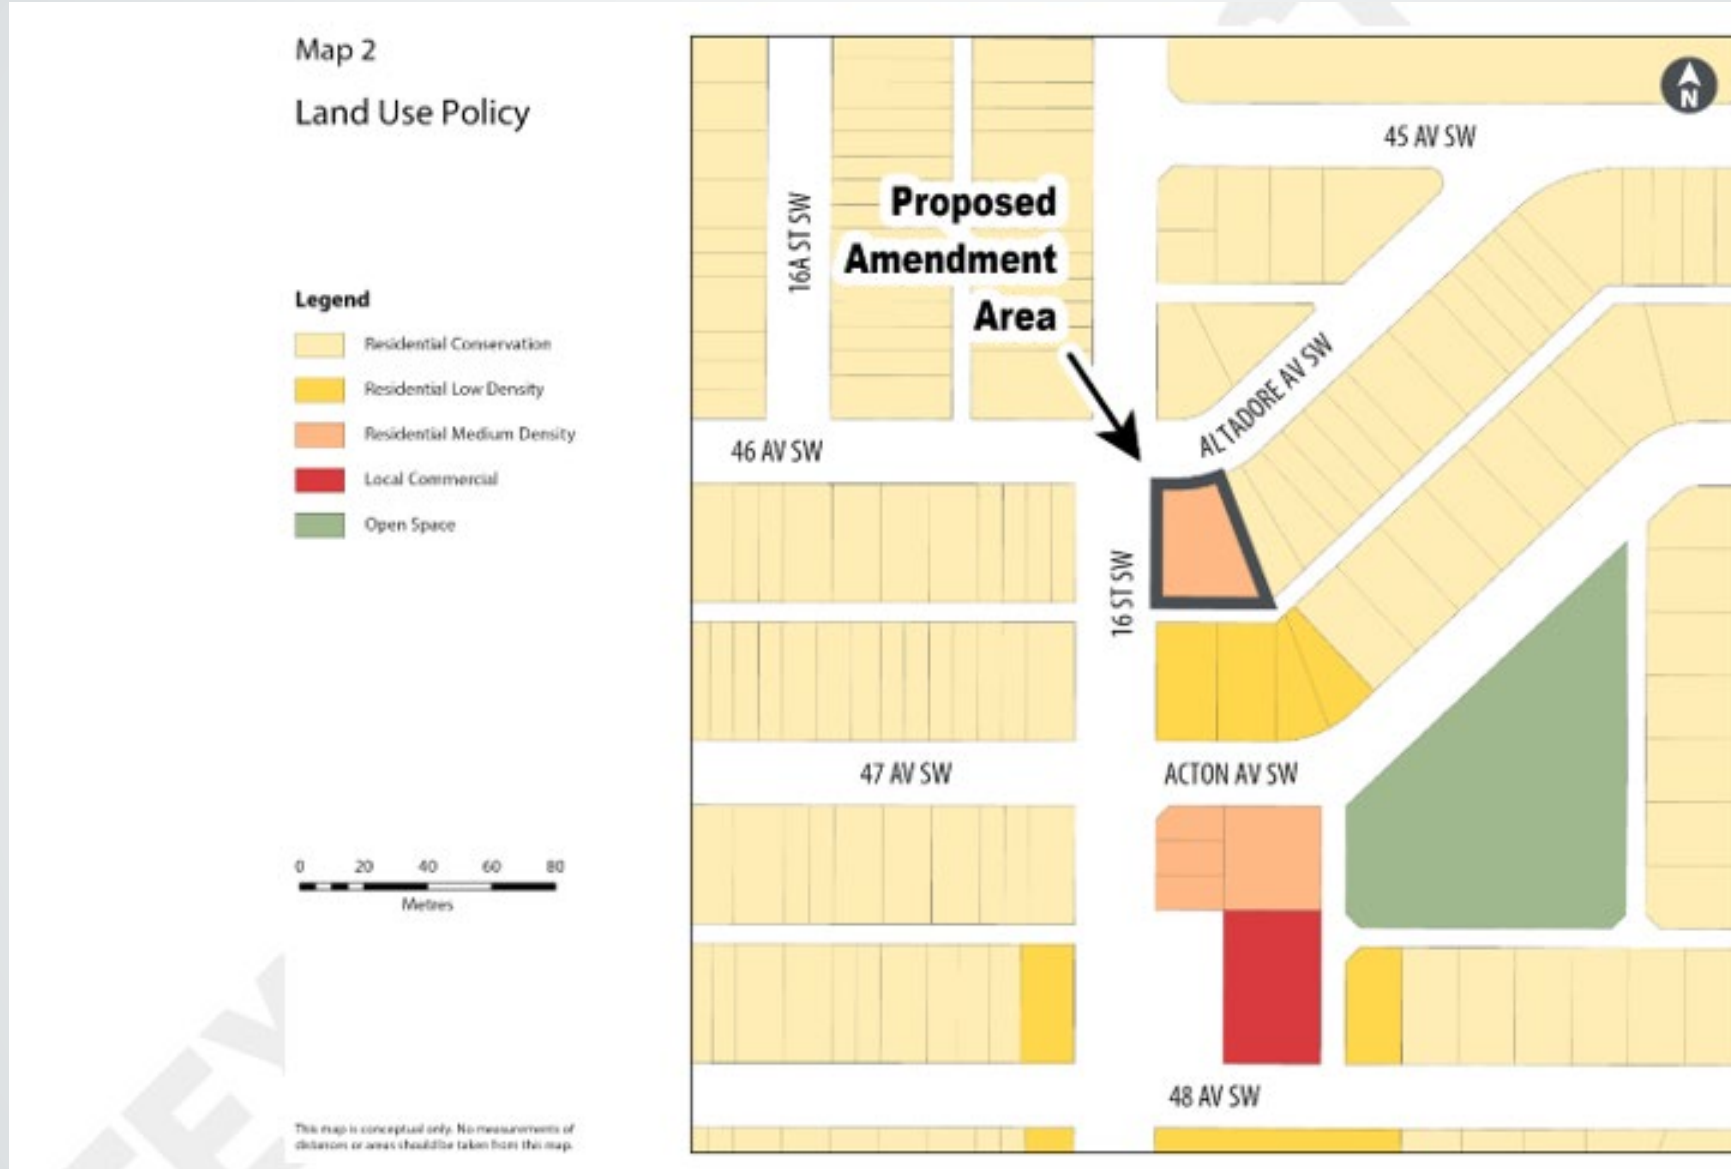 Map 2
Land Use Policy
Legend
Residential Conservation
Residential Low Density
Residential Medium Density
Local Commercial
Open Space
0 20 40 60 80
Metres
This map is conceptual only. No measurements of
distances or areas should be taken from this map.
N
45 AV SW
16A ST SW
Proposed
Amendment
Area
ALTADORE AV SW
46 AV SW
16 ST SW
47 AV SW
ACTON AV SW
48 AV SW